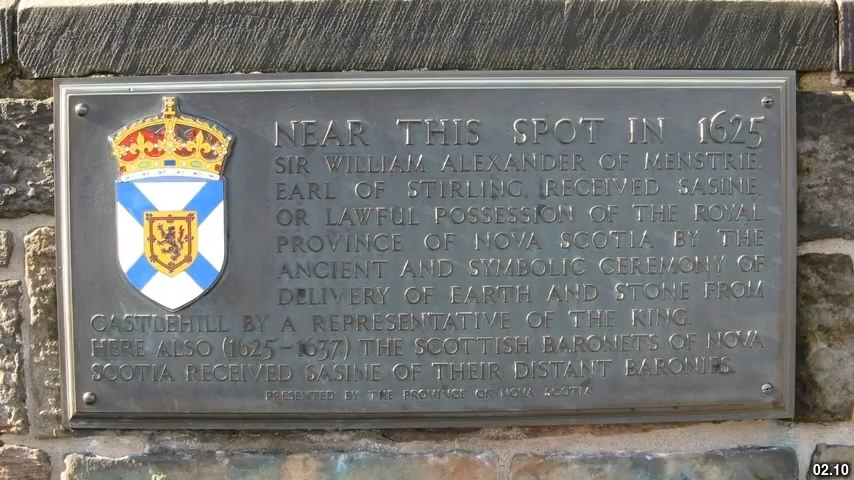 NEAR THIS SPOT IN 1625
SIR WILLIAM ALEXANDER OF MENSTRIE,
EARL OF STIRLING, RECEIVED SASINE,
OR LAWFUL POSSESSION OF THE ROYAL
PROVINCE OF NOVA SCOTIA BY THE
ANCIENT AND SYMBOLIC CEREMONY OF
DELIVERY OF EARTH AND STONE FROM
CASTLEHILL BY A REPRESENTATIVE OF THE KING.
HERE ALSO (1625-1637) THE SCOTTISH BARONETS OF NOVA
SCOTIA RECEIVED SASINE OF THEIR DISTANT BARONIES.
PRESENTED BY THE PROVINCE OF NOVA SCOTIA
02.10